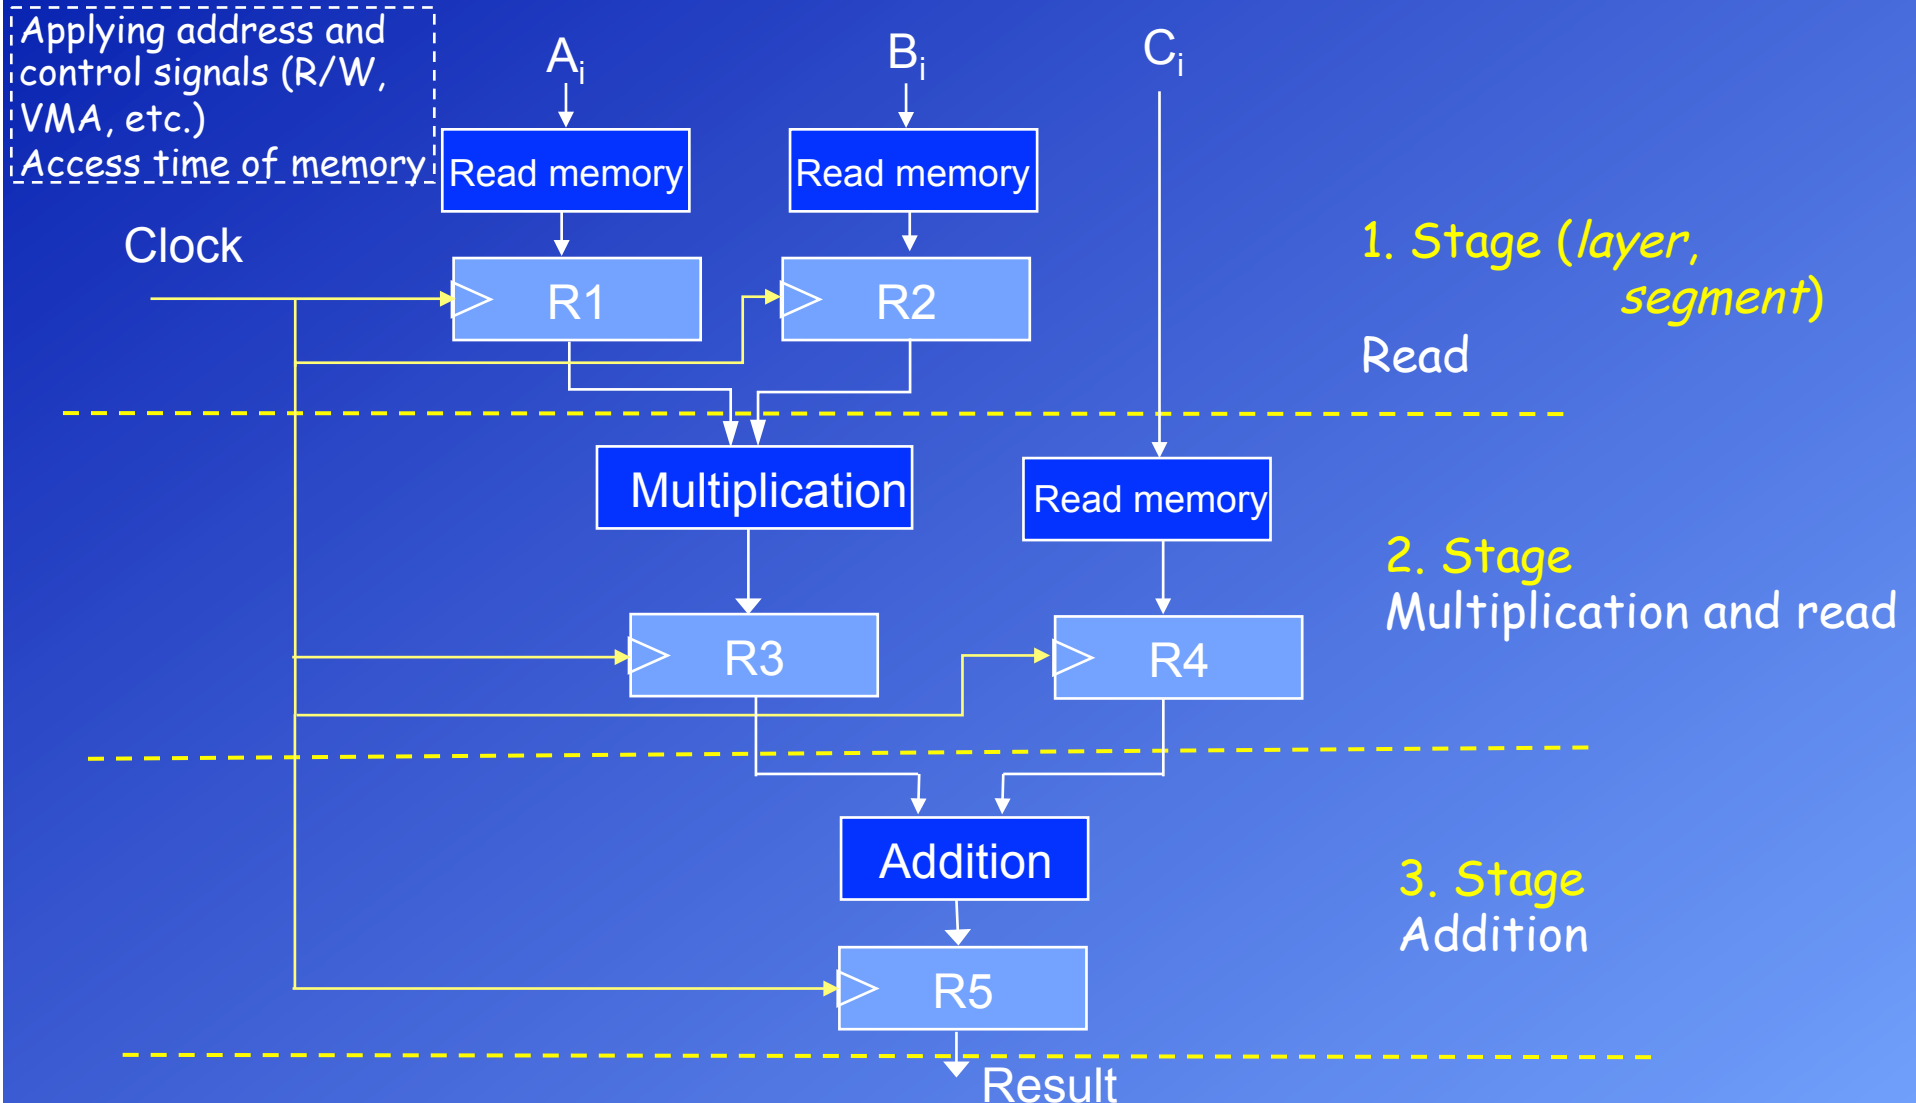 Applying address and
control signals (R/W,
VMA, etc.)
Access time of memory
Ai
Bi
Ci
Read memory
Read memory
Clock
R1
R2
1. Stage (layer,
segment)
Read
Multiplication
Read memory
2. Stage
Multiplication and read
R3
R4
Addition
3. Stage
Addition
R5
Result